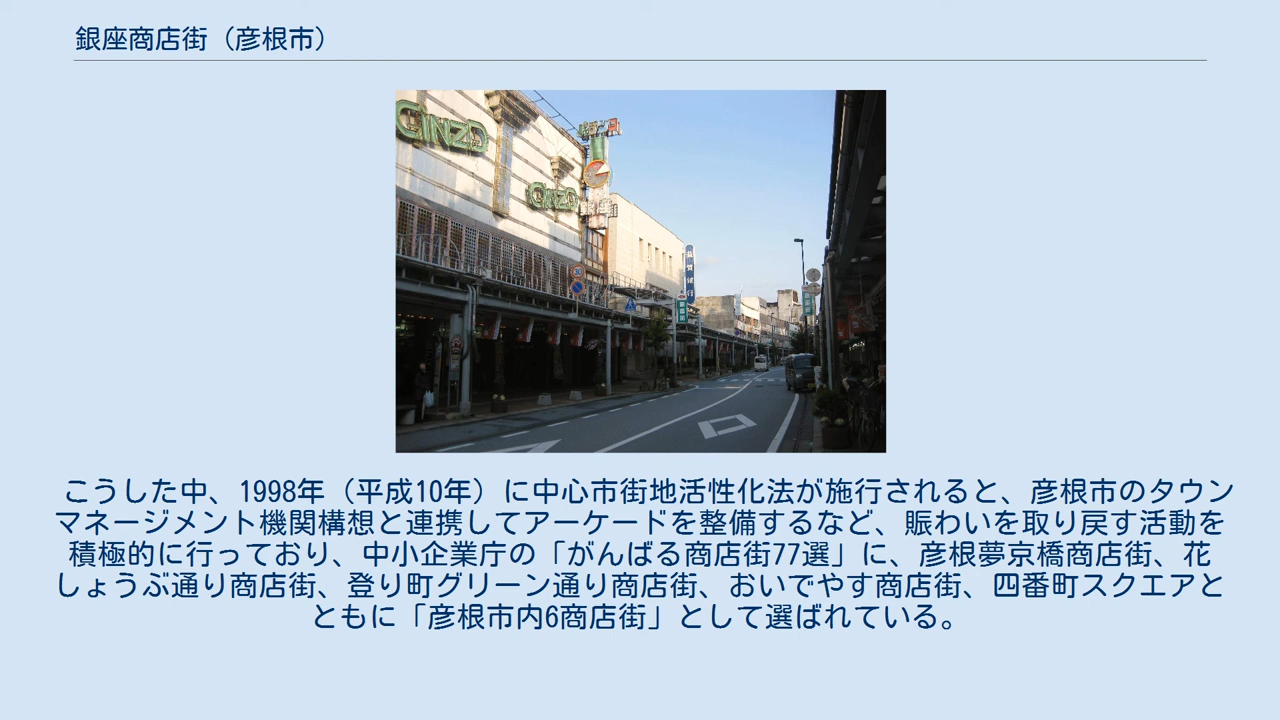 銀座商店街（彦根市）
GINZA
GINZA
銀座
滋賀銀行
30
こうした中、1998年（平成10年）に中心市街地活性化法が施行されると、彦根市のタウン
マネージメント機関構想と連携してアーケードを整備するなど、賑わいを取り戻す活動を
積極的に行っており、中小企業庁の「がんばる商店街77選」に、彦根夢京橋商店街、花
しょうぶ通り商店街、登り町グリーン通り商店街、おいでやす商店街、四番町スクエアと
ともに「彦根市内6商店街」として選ばれている。